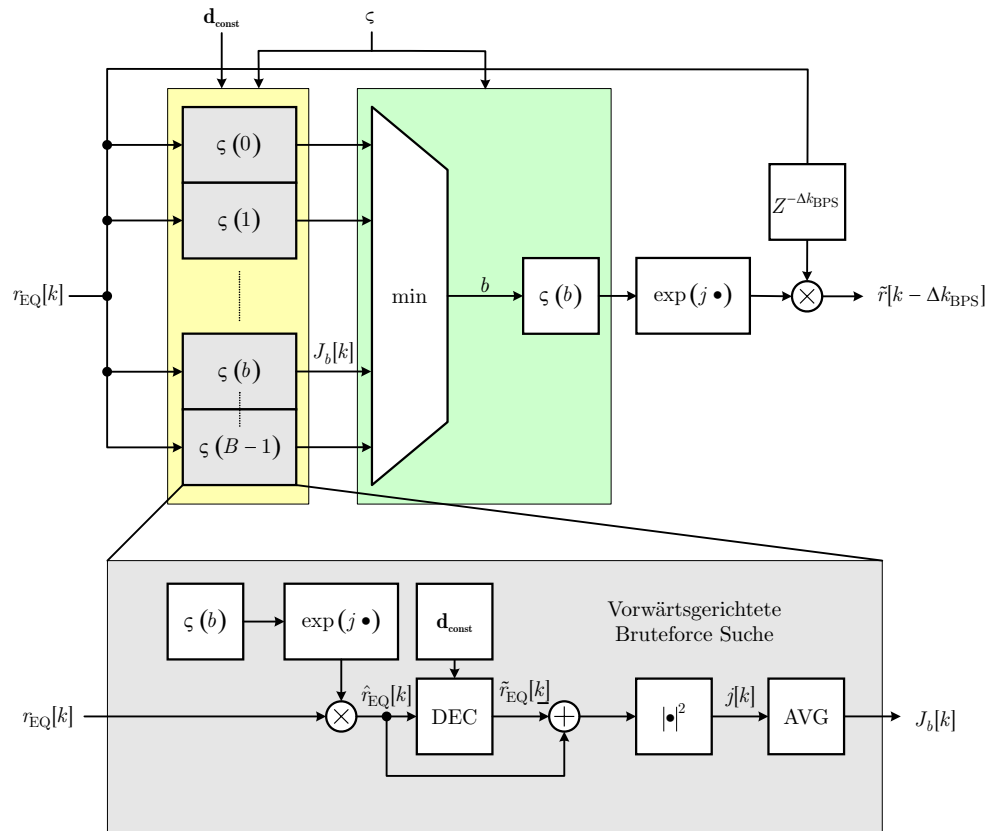 d_const
ς
ς(0)
ς(1)
r_EQ[k]
ς(b)
J_b[k]
ς(B − 1)
min
b
ς(b)
exp(j •)
Z^{−Δk_BPS}
×
r̃[k − Δk_BPS]
Vorwärtsgerichtete
Bruteforce Suche
ς(b)
exp(j •)
d_const
r_EQ[k]
×
r̂_EQ[k]
DEC
r̃_EQ[k]
−
+
|•|²
j[k]
AVG
J_b[k]